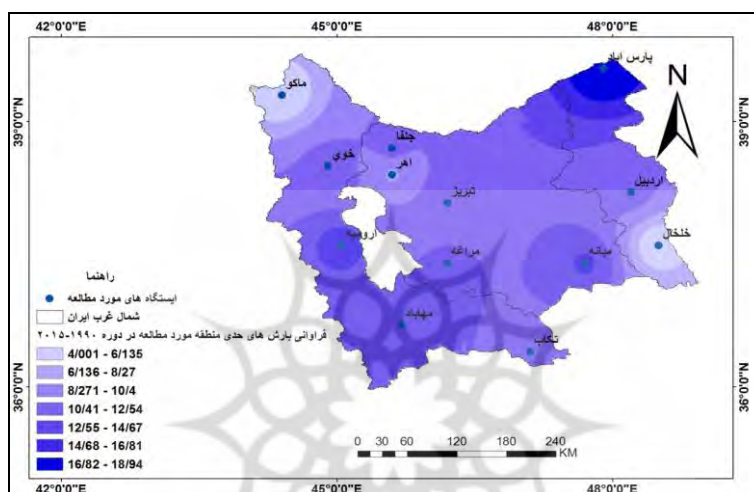 42°0'0"E 45°0'0"E 48°0'0"E
39°0'0"N 39°0'0"N
36°0'0"N 36°0'0"N
N
پارس اباد
ماکو
جلفا
خوي
اهر
اردبیل
تبریز
خلخال
ارومیه
میانه
مراغه
مهاباد
تکاب
راهنما
ایستگاه های مورد مطالعه
شمال غرب ایران
فراوانی بارش های حدی منطقه مورد مطالعه در دوره ۱۹۹۰-۲۰۱۵
4/001 - 6/135
6/136 - 8/27
8/271 - 10/4
10/41 - 12/54
12/55 - 14/67
14/68 - 16/81
16/82 - 18/94
0 30 60 120 180 240
KM
42°0'0"E 45°0'0"E 48°0'0"E